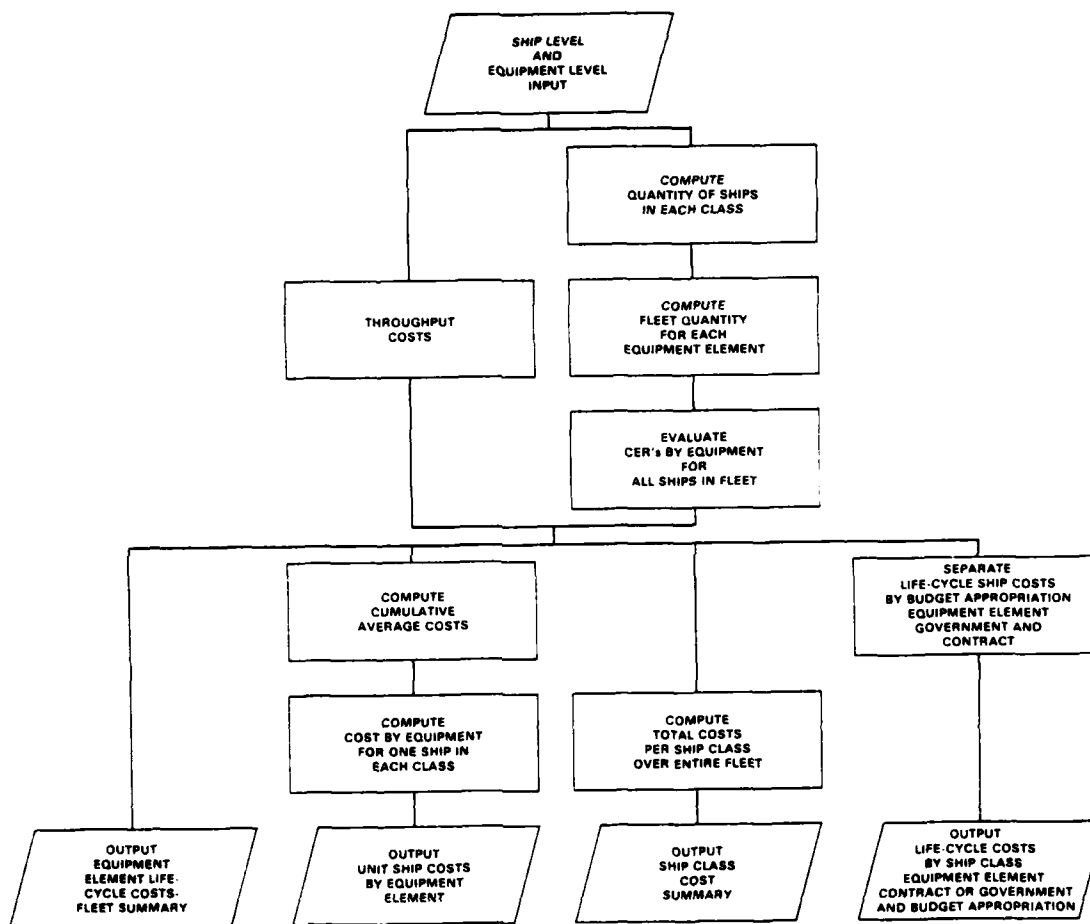 SHIP LEVEL
AND
EQUIPMENT LEVEL
INPUT
COMPUTE
QUANTITY OF SHIPS
IN EACH CLASS
THROUGHPUT
COSTS
COMPUTE
FLEET QUANTITY
FOR EACH
EQUIPMENT ELEMENT
EVALUATE
CER's BY EQUIPMENT
FOR
ALL SHIPS IN FLEET
COMPUTE
CUMULATIVE
AVERAGE COSTS
SEPARATE
LIFE-CYCLE SHIP COSTS
BY BUDGET APPROPRIATION
EQUIPMENT ELEMENT
GOVERNMENT AND
CONTRACT
COMPUTE
COST BY EQUIPMENT
FOR ONE SHIP IN
EACH CLASS
COMPUTE
TOTAL COSTS
PER SHIP CLASS
OVER ENTIRE FLEET
OUTPUT
EQUIPMENT
ELEMENT LIFE-
CYCLE COSTS-
FLEET SUMMARY
OUTPUT
UNIT SHIP COSTS
BY EQUIPMENT
ELEMENT
OUTPUT
SHIP CLASS
COST
SUMMARY
OUTPUT
LIFE-CYCLE COSTS
BY SHIP CLASS
EQUIPMENT ELEMENT
CONTRACT OR GOVERNMENT
AND BUDGET APPROPRIATION